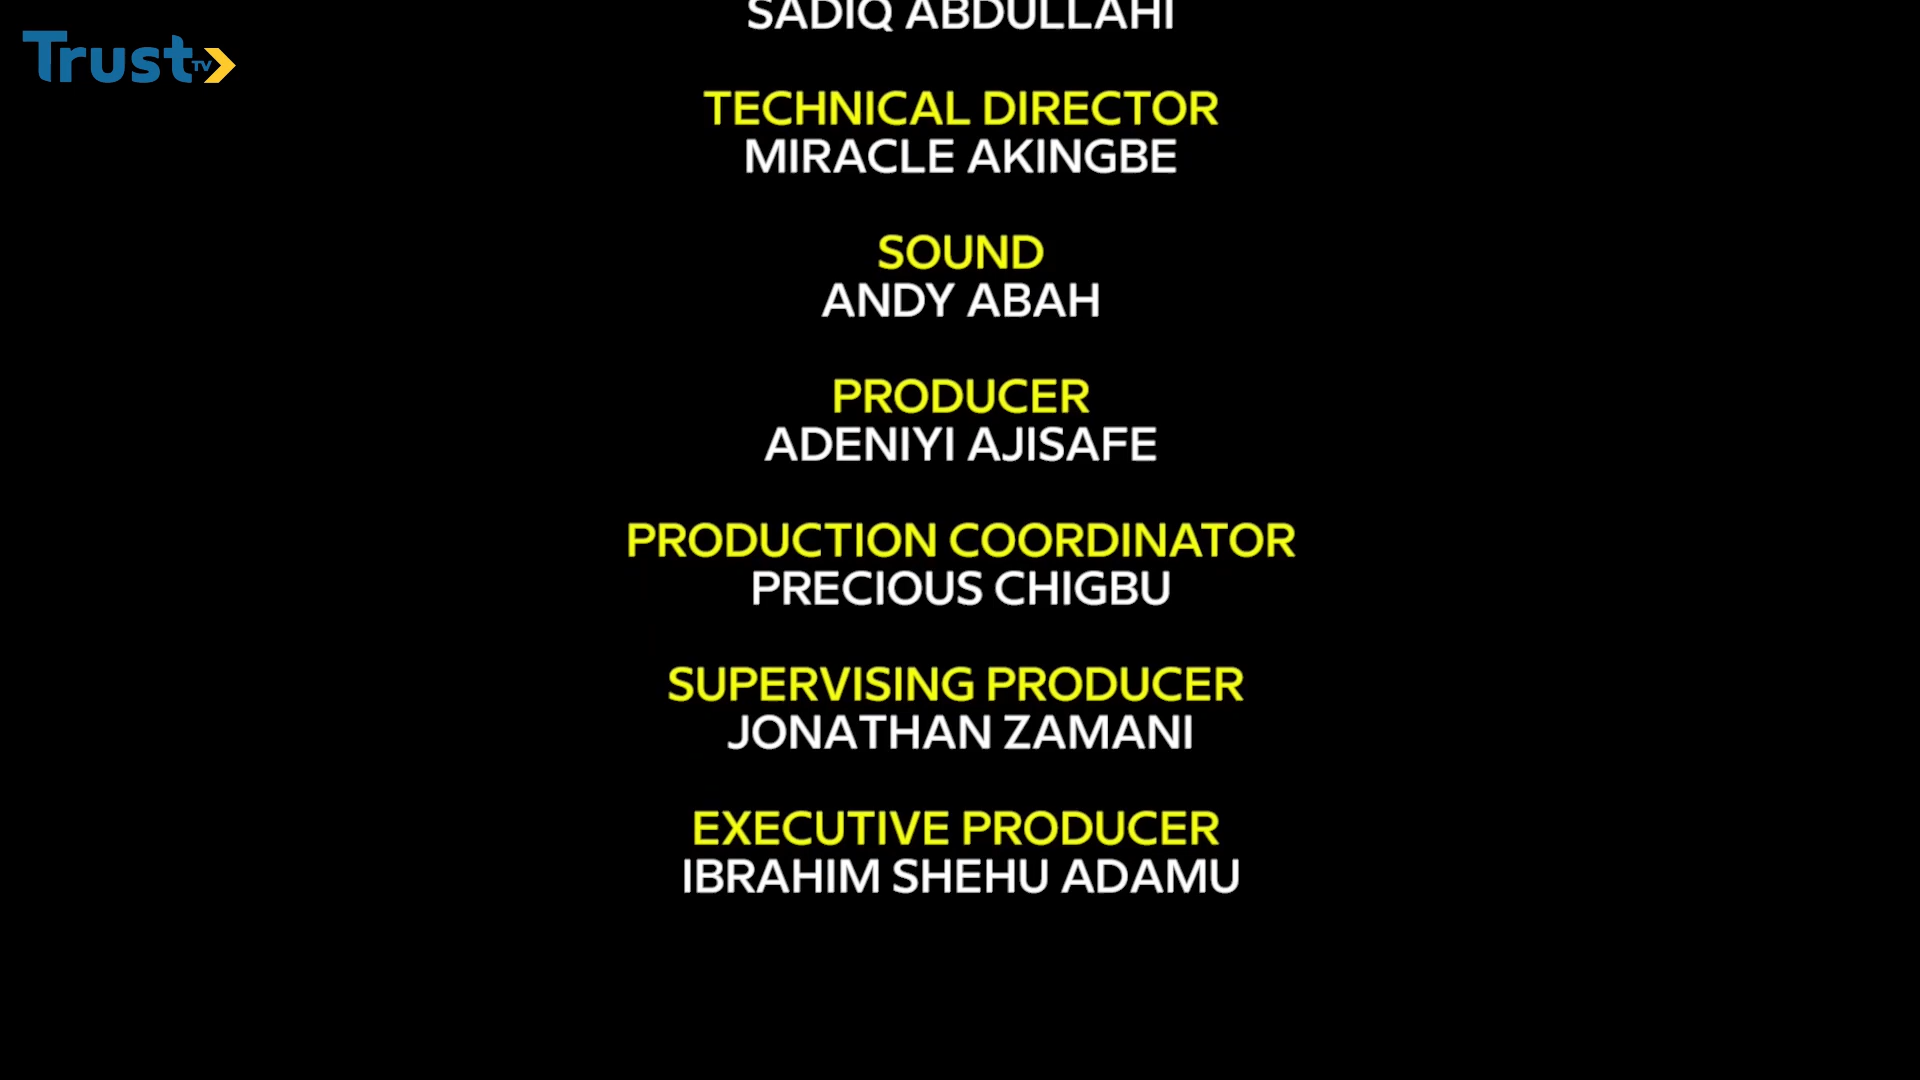 SADIQ ABDULLAHI
Trust TV
TECHNICAL DIRECTOR
MIRACLE AKINGBE
SOUND
ANDY ABAH
PRODUCER
ADENIYI AJISAFE
PRODUCTION COORDINATOR
PRECIOUS CHIGBU
SUPERVISING PRODUCER
JONATHAN ZAMANI
EXECUTIVE PRODUCER
IBRAHIM SHEHU ADAMU